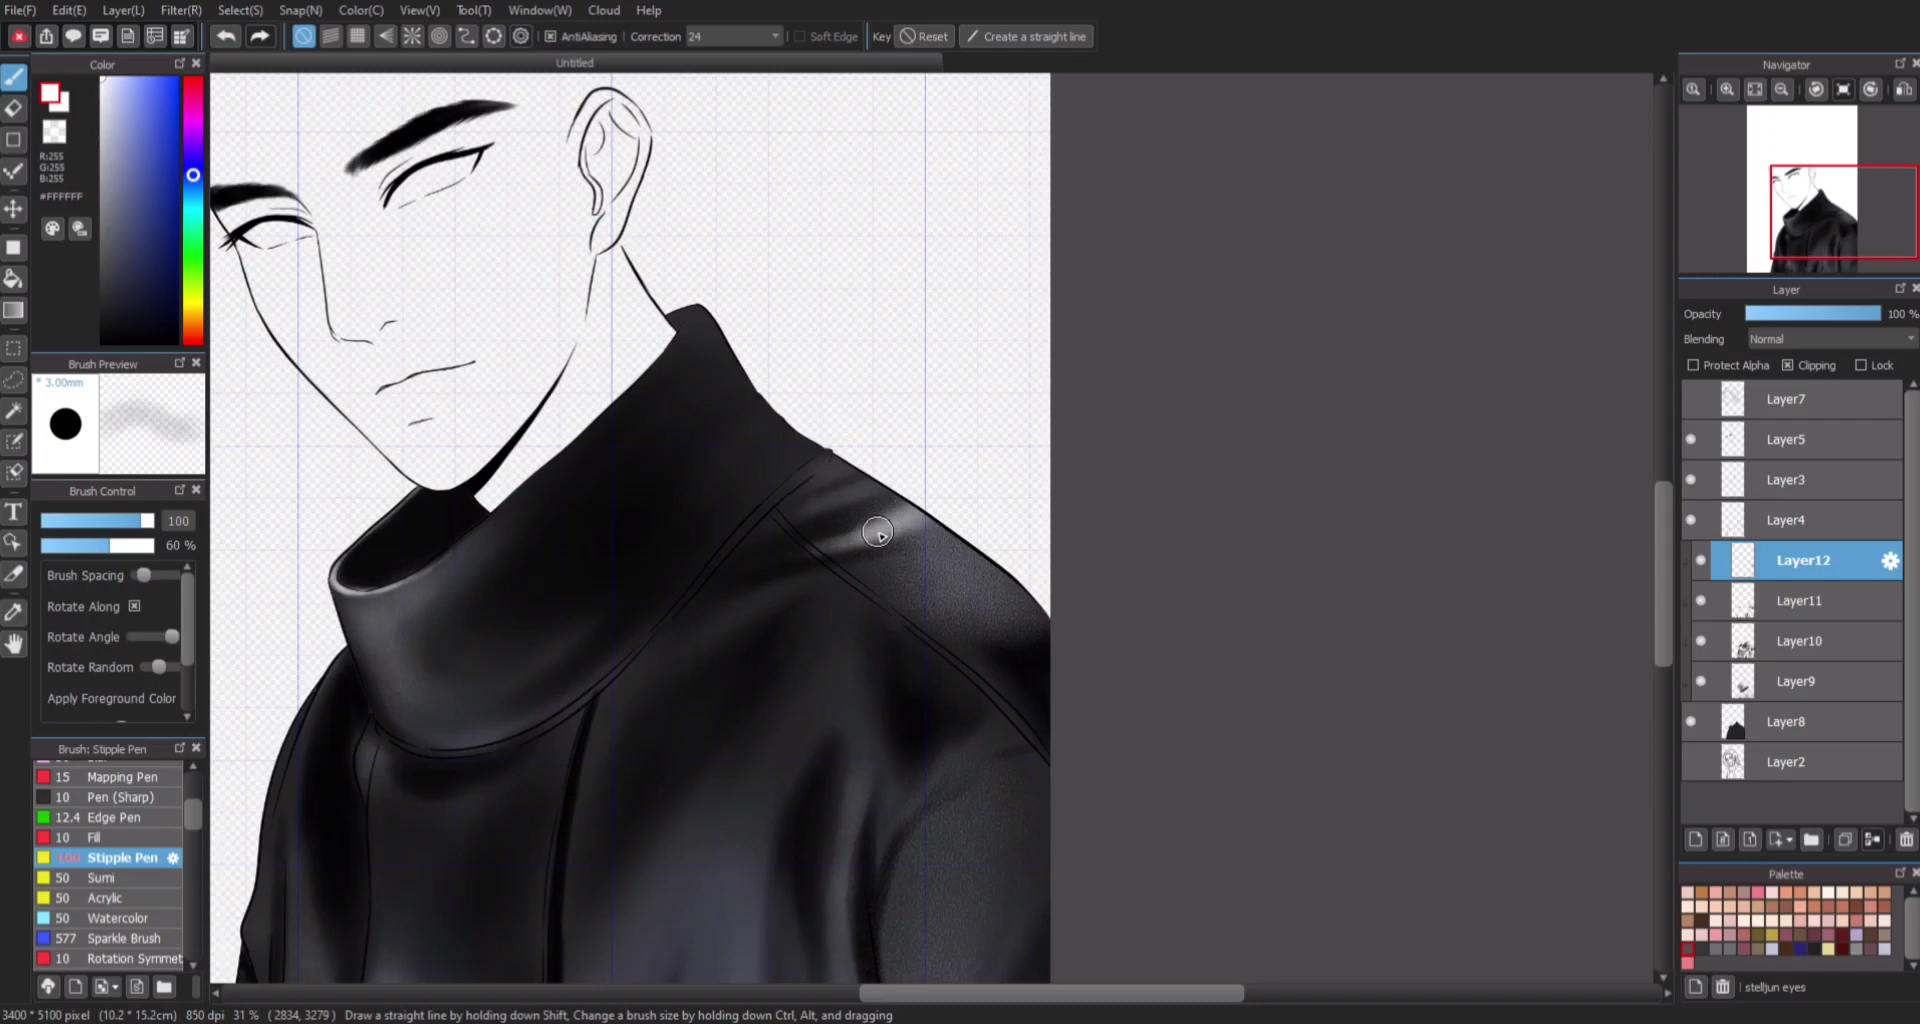 File(F) Edit(E) Layer(L) Filter(R) Select(S) Snap(N) Color(C) View(V) Tool(T) Window(W) Cloud Help
AntiAliasing Correction 24 Soft Edge Key Reset Create a straight line
Color
Untitled
Navigator
R:255
G:255
B:255
#FFFFFF
Layer
Opacity 100 %
Blending Normal
Protect Alpha Clipping Lock
Brush Preview
* 3.00mm
Layer7
Layer5
Layer3
Layer4
Layer12
Layer11
Layer10
Layer9
Layer8
Layer2
Brush Control
100
60 %
Brush Spacing
Rotate Along
Rotate Angle
Rotate Random
Apply Foreground Color
Brush: Stipple Pen
15 Mapping Pen
10 Pen (Sharp)
12.4 Edge Pen
10 Fill
100 Stipple Pen
50 Sumi
50 Acrylic
50 Watercolor
577 Sparkle Brush
10 Rotation Symmet
Palette
stelljun eyes
3400 * 5100 pixel (10.2 * 15.2cm) 850 dpi 31 % ( 2834, 3279 ) Draw a straight line by holding down Shift, Change a brush size by holding down Ctrl, Alt, and dragging